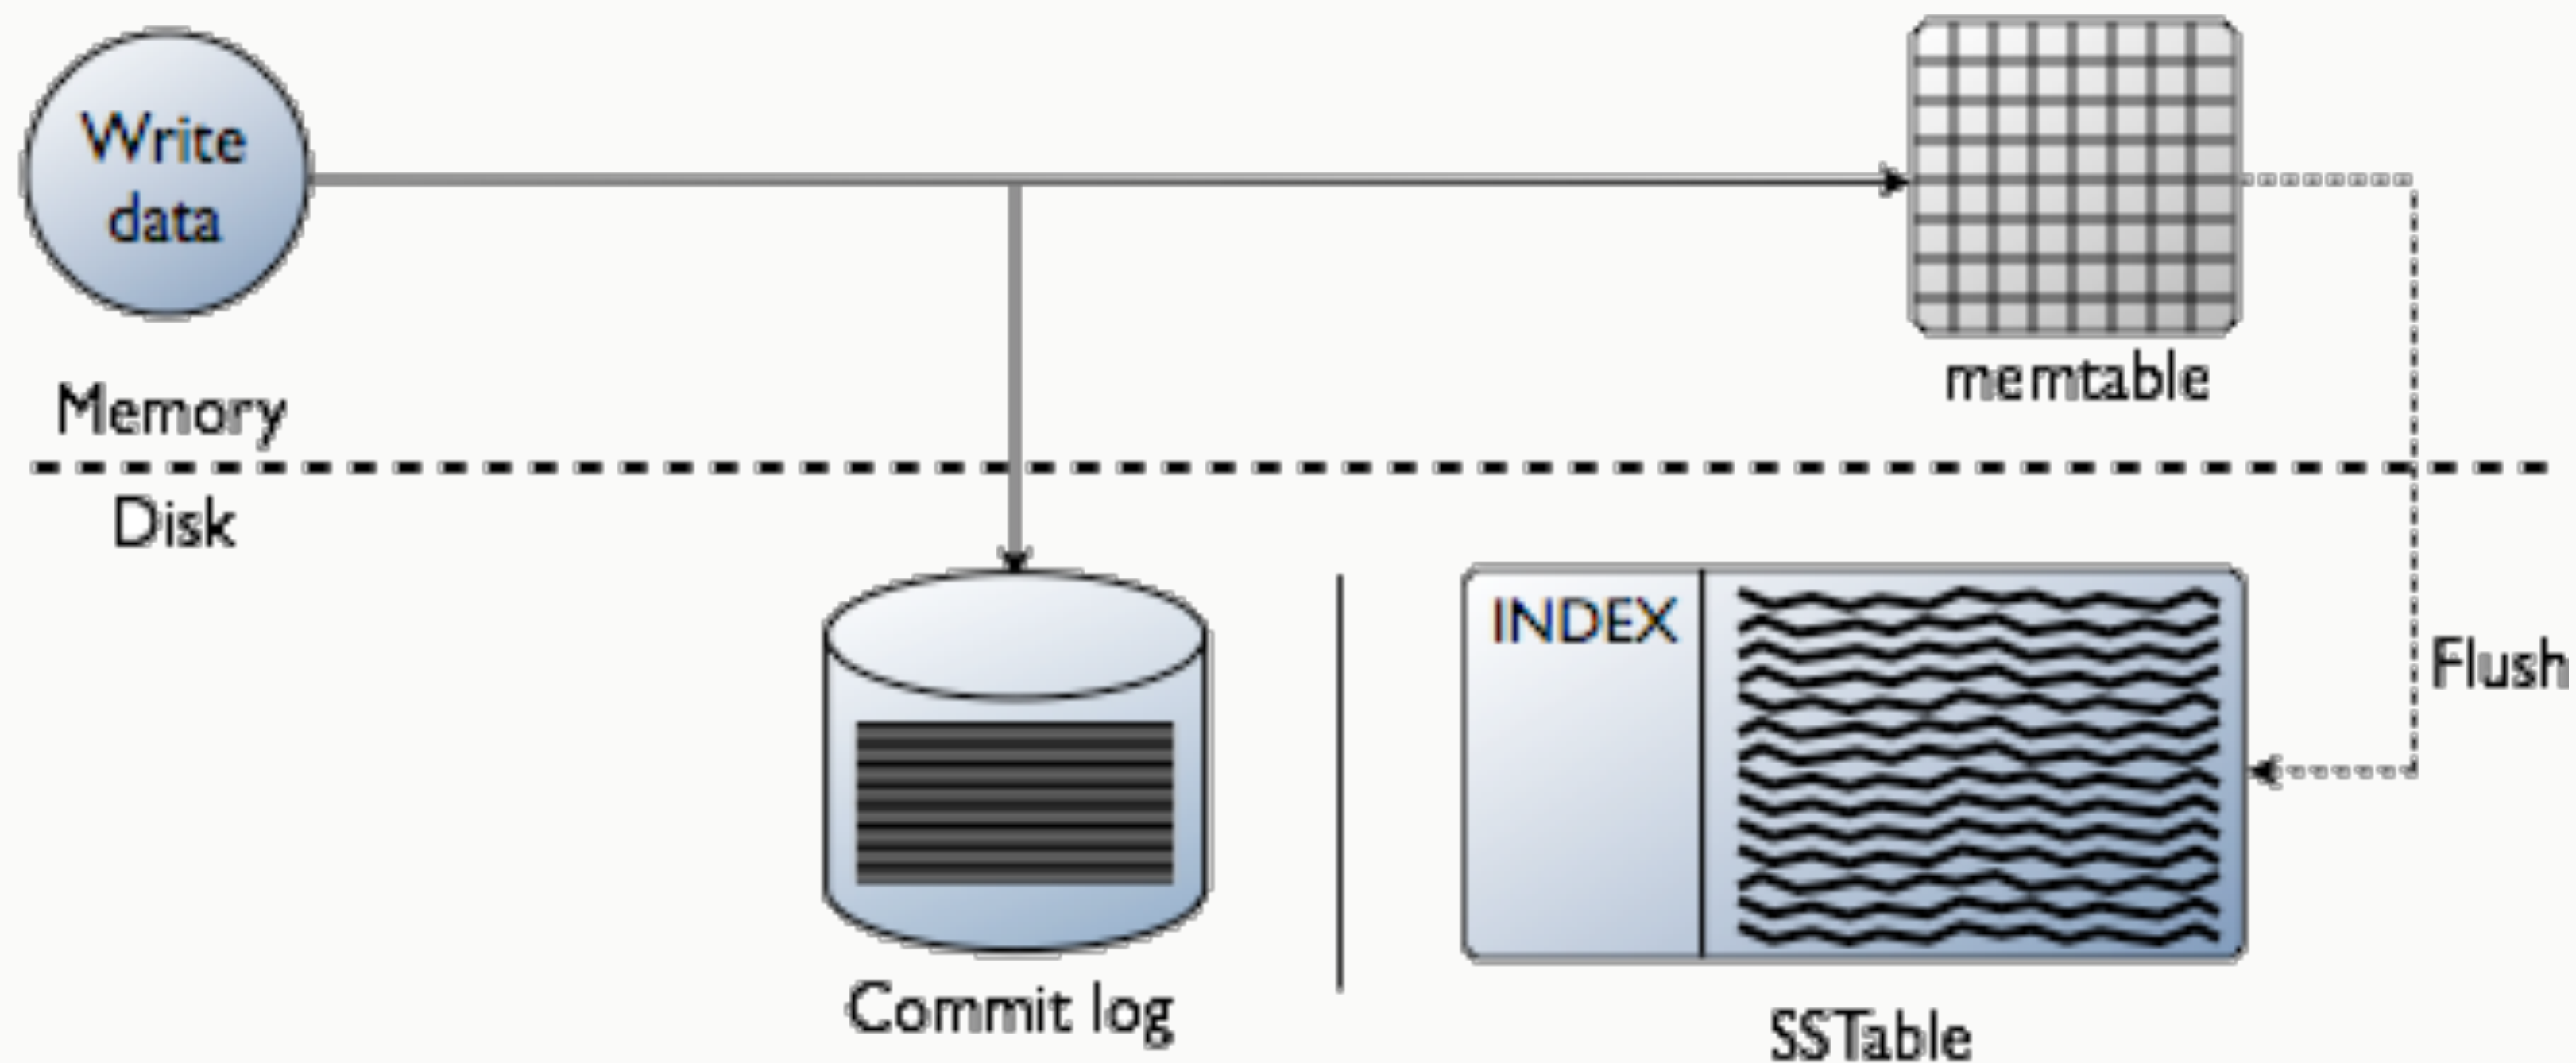 Write
data
memtable
Memory
Disk
INDEX
Flush
Commit log
SSTable